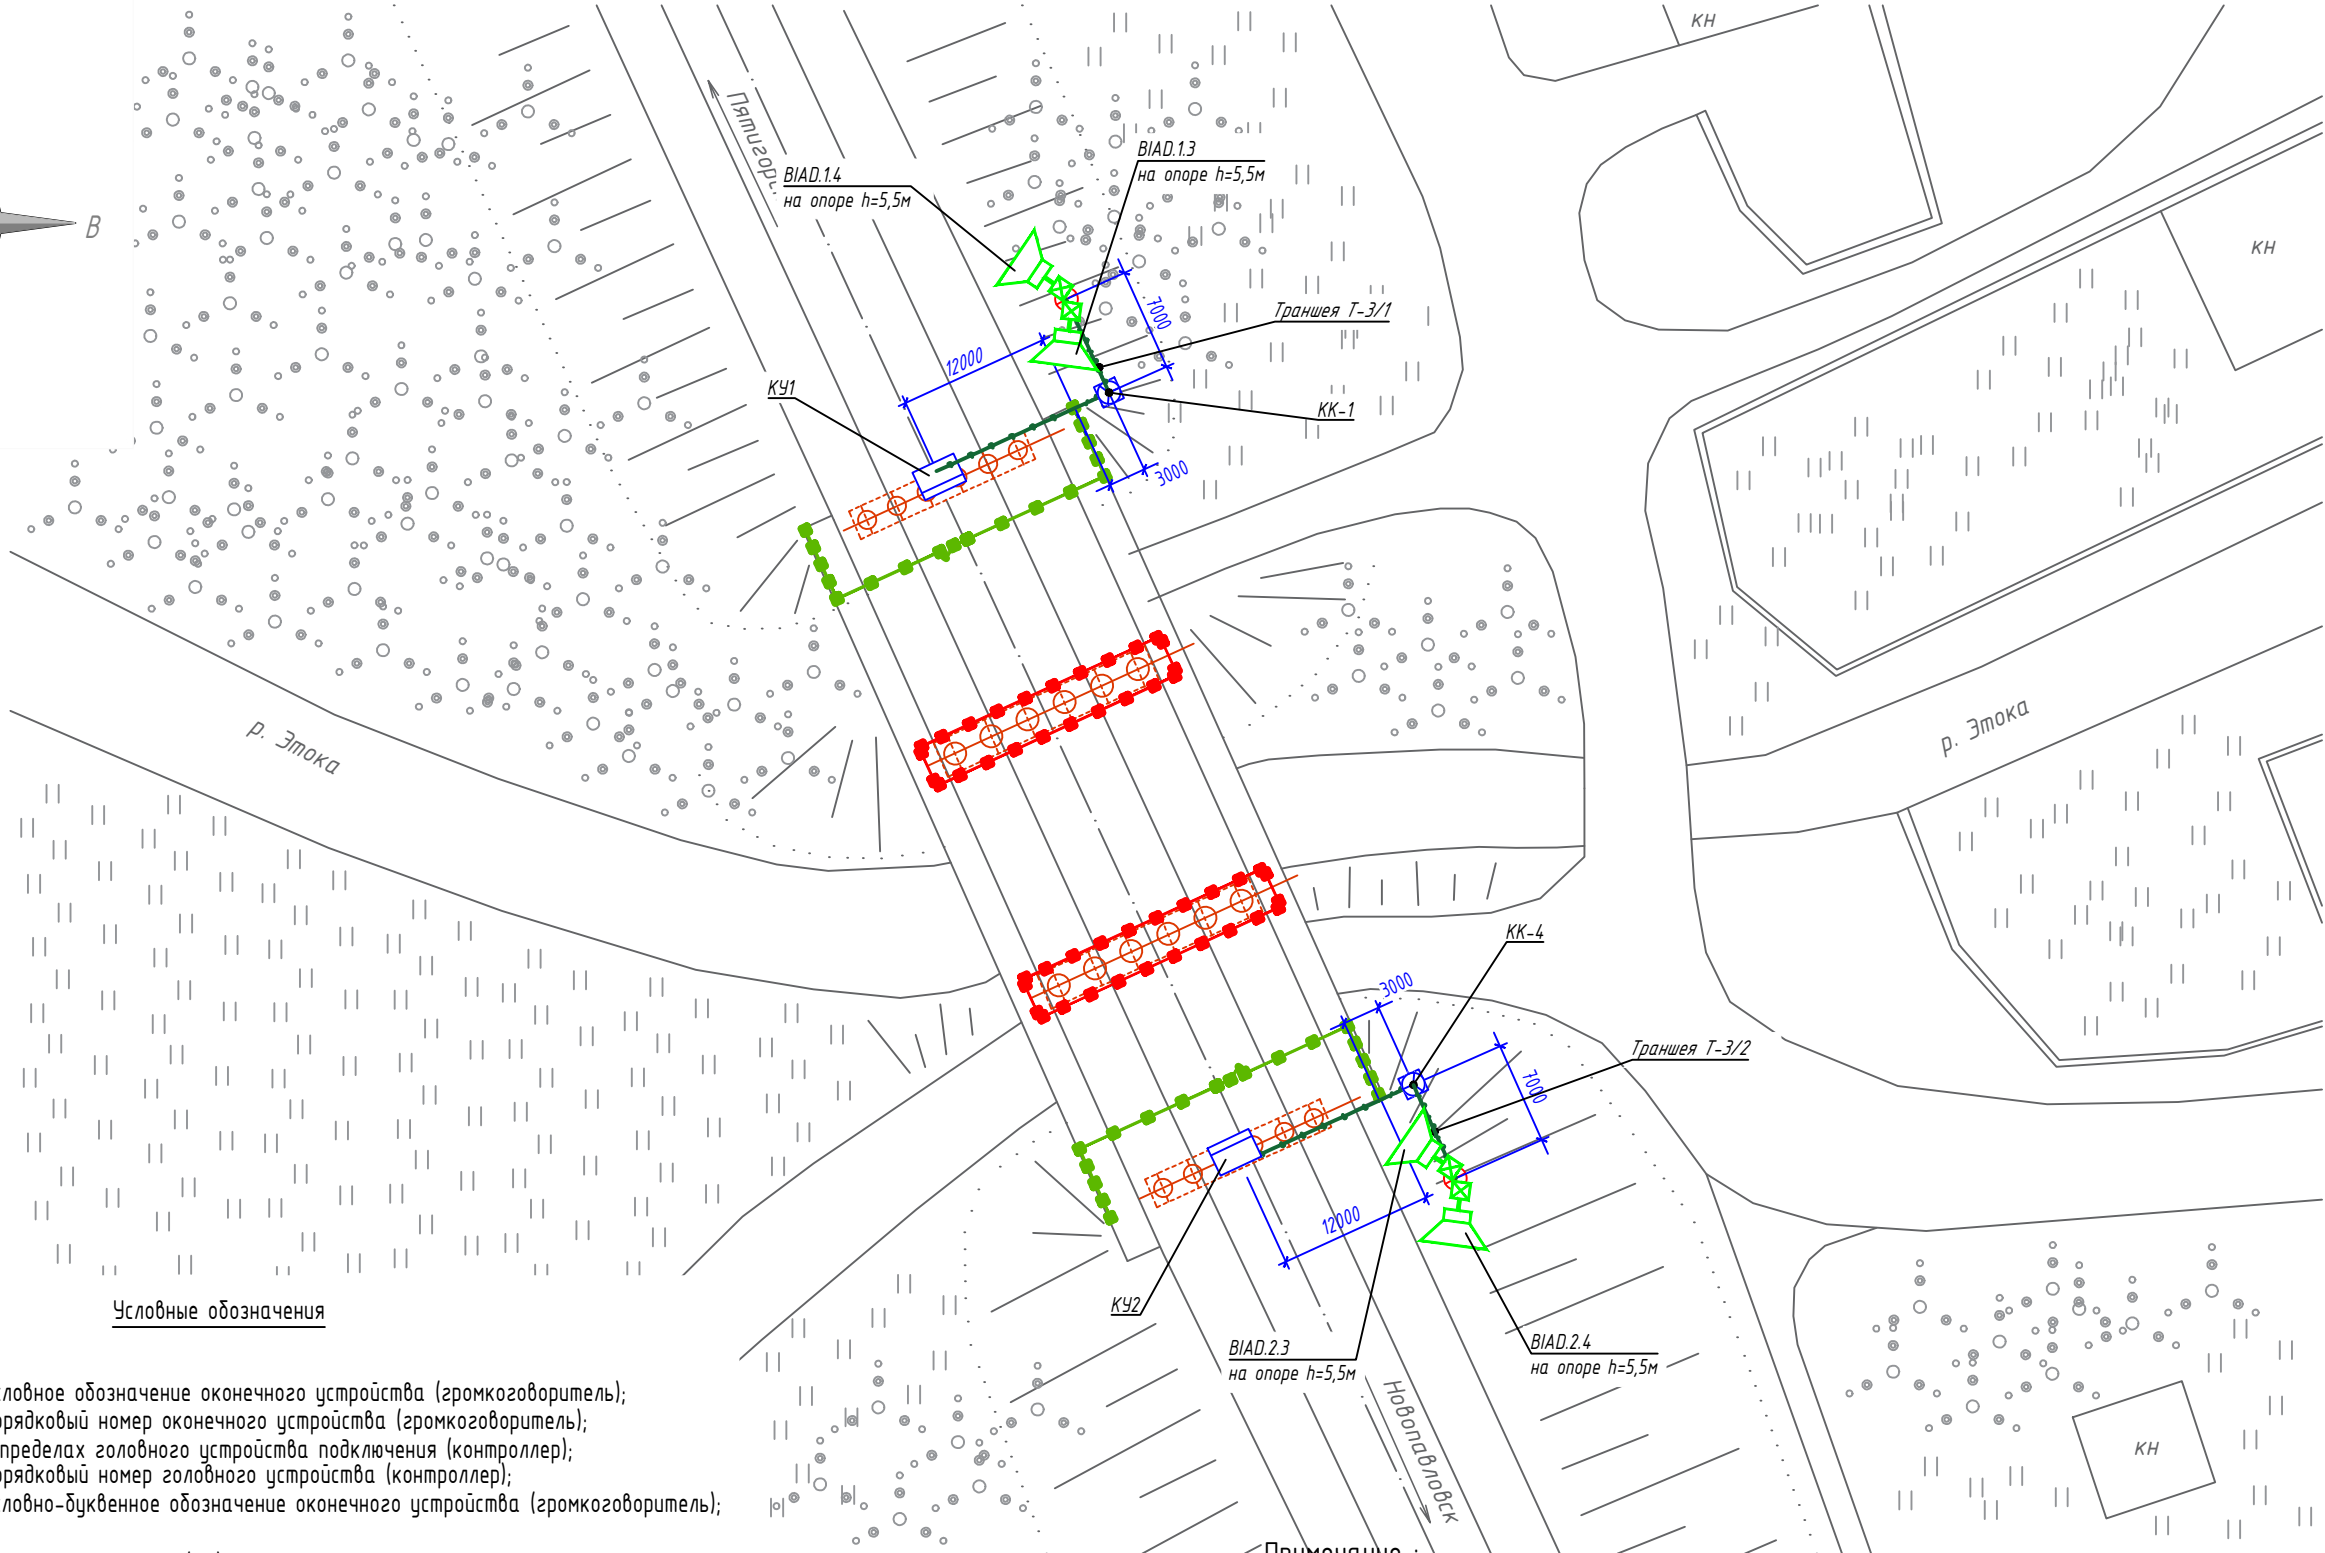 кн
Пятигор
BIAD.1.3
на опоре h=5,5м
BIAD.1.4
на опоре h=5,5м
В
кн
7000
Траншея Т-3/1
12000
КУ1
КК-1
3000
р. Этока
р. Этока
КК-4
3000
Траншея Т-3/2
7000
12000
КУ2
Условные обозначения
BIAD.2.3
на опоре h=5,5м
BIAD.2.4
на опоре h=5,5м
Новопавловск
кн
ловное обозначение оконечного устройства (громкоговоритель);
рядковый номер оконечного устройства (громкоговоритель);
пределах головного устройства подключения (контроллер);
рядковый номер головного устройства (контроллер);
ловно-буквенное обозначение оконечного устройства (громкоговоритель);